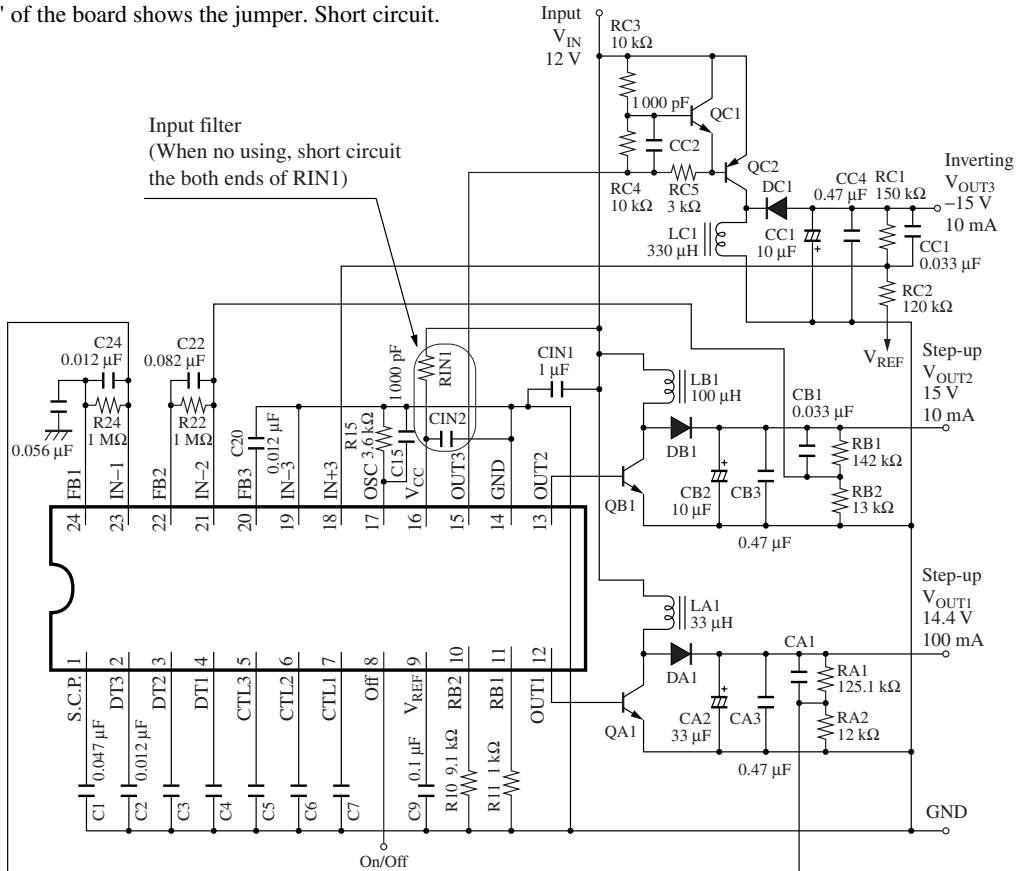 ' of the board shows the jumper. Short circuit.
Input
V_IN
12 V
RC3
10 kΩ
1 000 pF
QC1
CC2
RC4
10 kΩ
RC5
3 kΩ
QC2
DC1
CC4
0.47 μF
RC1
150 kΩ
Inverting
V_OUT3
−15 V
10 mA
LC1
330 μH
CC1
10 μF
+
CC1
0.033 μF
RC2
120 kΩ
V_REF
Input filter
(When no using, short circuit
the both ends of RIN1)
C24
0.012 μF
R24
1 MΩ
0.056 μF
C22
0.082 μF
R22
1 MΩ
C20
0.012 μF
R15
3.6 kΩ
C15
1 000 pF
RIN1
CIN2
CIN1
1 μF
LB1
100 μH
DB1
QB1
CB2
10 μF
+
CB3
0.47 μF
CB1
0.033 μF
RB1
142 kΩ
RB2
13 kΩ
Step-up
V_OUT2
15 V
10 mA
FB1
IN−1
FB2
IN−2
FB3
IN−3
IN+3
OSC
V_CC
OUT3
GND
OUT2
24
23
22
21
20
19
18
17
16
15
14
13
1
2
3
4
5
6
7
8
9
10
11
12
S.C.P.
DT3
DT2
DT1
CTL3
CTL2
CTL1
Off
V_REF
RB2
RB1
OUT1
LA1
33 μH
DA1
QA1
CA2
33 μF
+
CA3
0.47 μF
CA1
RA1
125.1 kΩ
RA2
12 kΩ
Step-up
V_OUT1
14.4 V
100 mA
C1
0.047 μF
C2
0.012 μF
C3
C4
C5
C6
C7
C9
0.1 μF
R10
9.1 kΩ
R11
1 kΩ
GND
On/Off